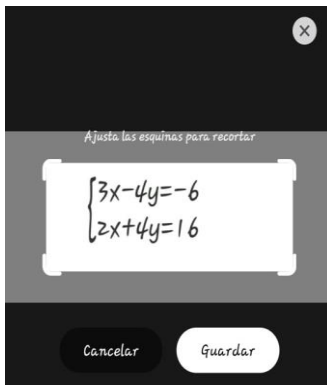 Ajusta las esquinas para recortar
3x-4y=-6
2x+4y=16
Cancelar
Guardar